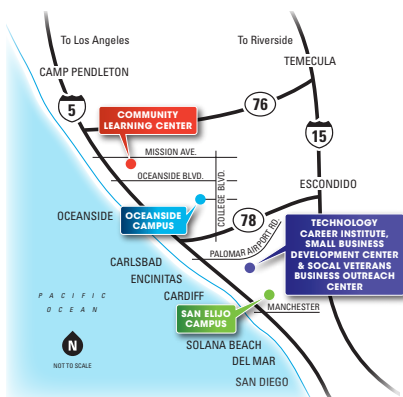 To Los Angeles
To Riverside
TEMECULA
CAMP PENDLETON
5
76
COMMUNITY
LEARNING CENTER
15
MISSION AVE.
OCEANSIDE BLVD.
COLLEGE BLVD.
ESCONDIDO
OCEANSIDE
OCEANSIDE
CAMPUS
78
PALOMAR AIRPORT RD.
TECHNOLOGY
CAREER INSTITUTE,
SMALL BUSINESS
DEVELOPMENT CENTER
& SOCAL VETERANS
BUSINESS OUTREACH
CENTER
CARLSBAD
ENCINITAS
CARDIFF
PACIFIC
OCEAN
SAN ELIJO
CAMPUS
MANCHESTER
N
NOT TO SCALE
SOLANA BEACH
DEL MAR
SAN DIEGO